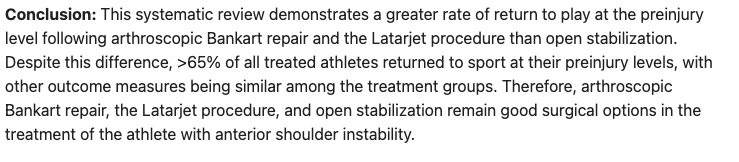 Conclusion: This systematic review demonstrates a greater rate of return to play at the preinjury
level following arthroscopic Bankart repair and the Latarjet procedure than open stabilization.
Despite this difference, >65% of all treated athletes returned to sport at their preinjury levels, with
other outcome measures being similar among the treatment groups. Therefore, arthroscopic
Bankart repair, the Latarjet procedure, and open stabilization remain good surgical options in the
treatment of the athlete with anterior shoulder instability.